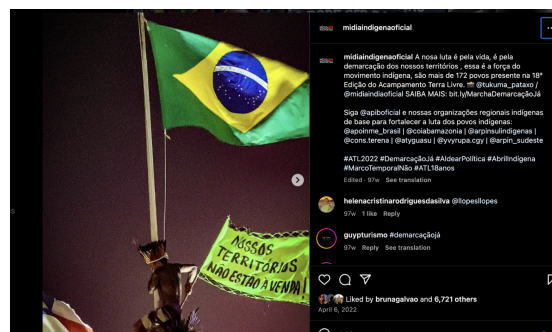 midiaindigenaoficial
NOSSOS
TERRITÓRIOS
NÃO ESTÃO À VENDA!
midiaindigenaoficial A nosa luta é pela vida, é pela
demarcação dos nossos territórios , essa é a força do
movimento indígena, são mais de 172 povos presente na 18ª
Edição do Acampamento Terra Livre. 📷 @tukuma_pataxo /
@midiaindiaoficial SAIBA MAIS: bit.ly/MarchaDemarcaçãoJá
Siga @apiboficial e nossas organizações regionais indígenas
de base para fortalecer a luta dos povos indígenas:
@apoinme_brasil | @coiabamazonia | @arpinsulindigenas |
@cons.terena | @atyguasu | @yvyrupa.cgy | @arpin_sudeste
#ATL2022 #DemarcaçãoJá #AldearPolítica #AbrilIndígena
#MarcoTemporalNão #ATL18anos
Edited · 97w See translation
helenacristinarodriguesdasilva @llopesllopes
97w 1 like Reply
guypturismo #demarcaçãojá
97w Reply See translation
Liked by brunagalvao and 6,721 others
April 6, 2022